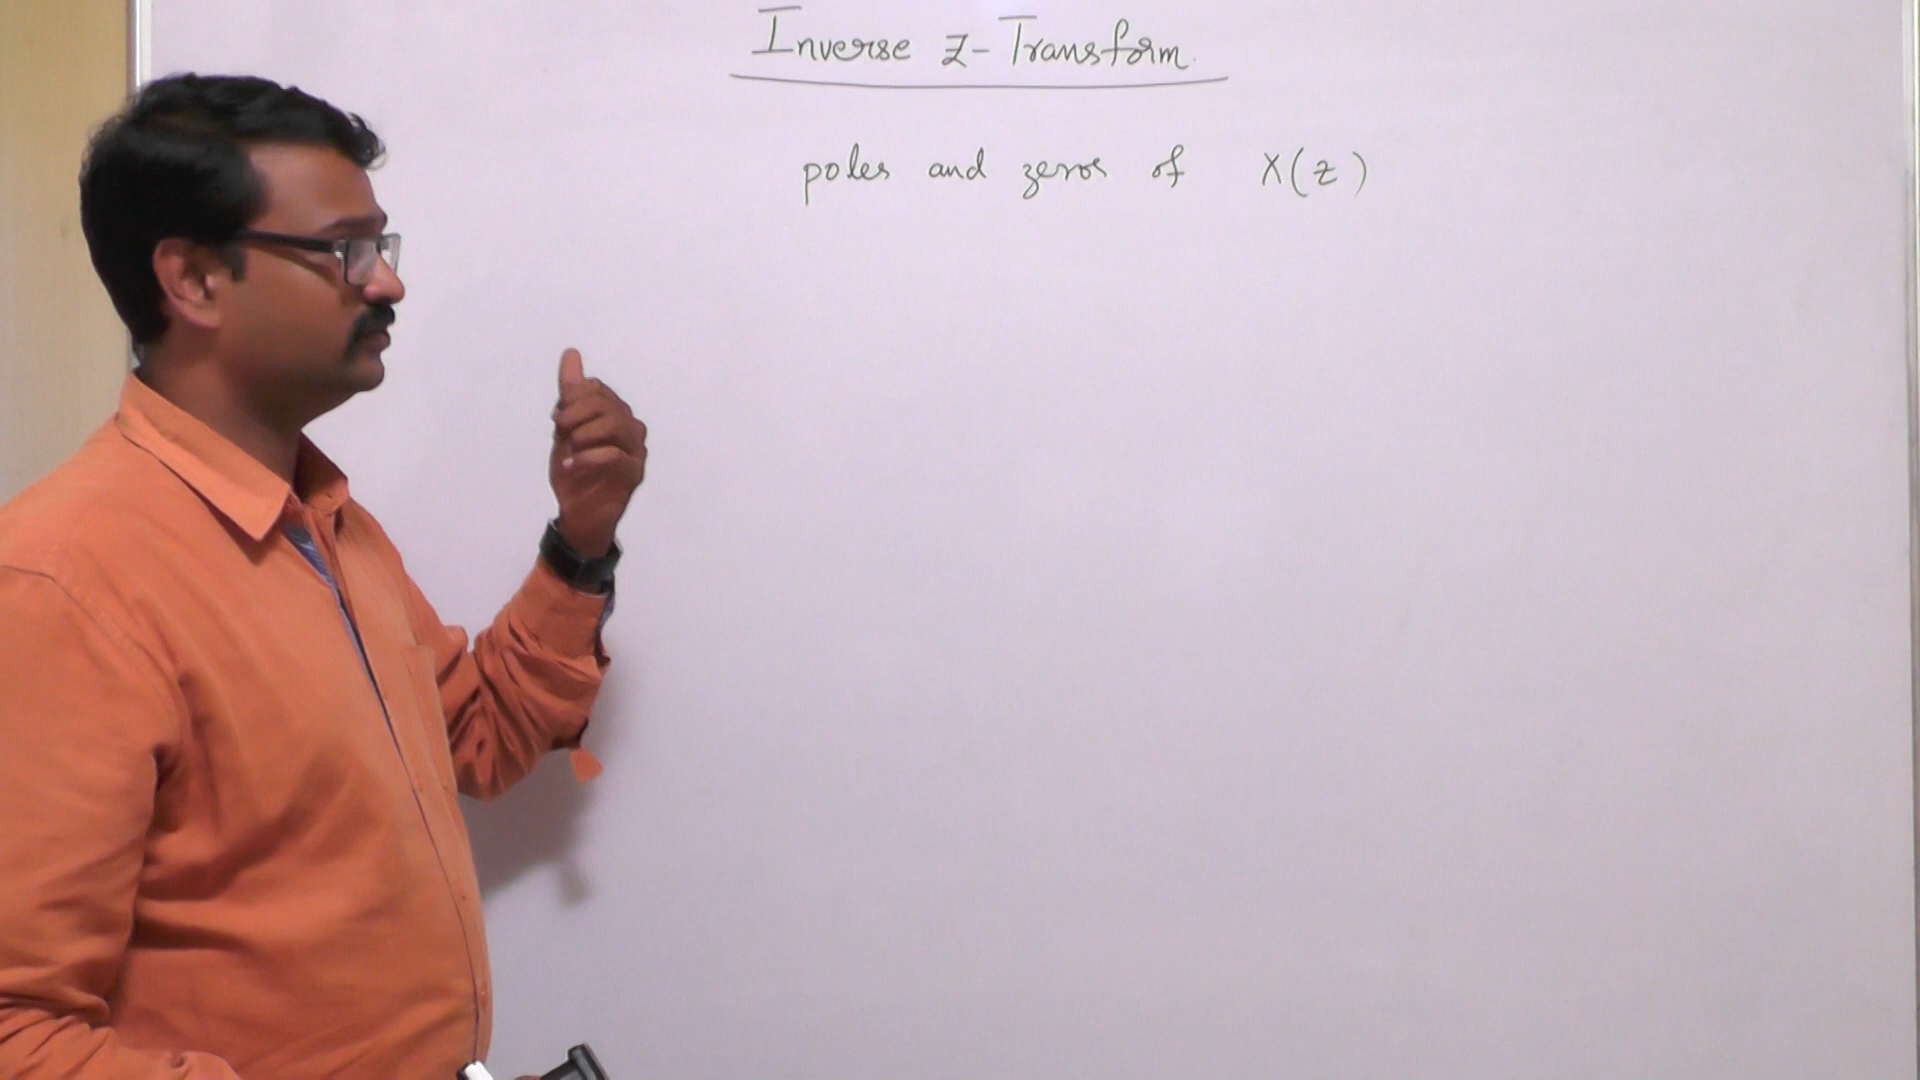 Inverse z-Transform.
poles and zeros of X(z)